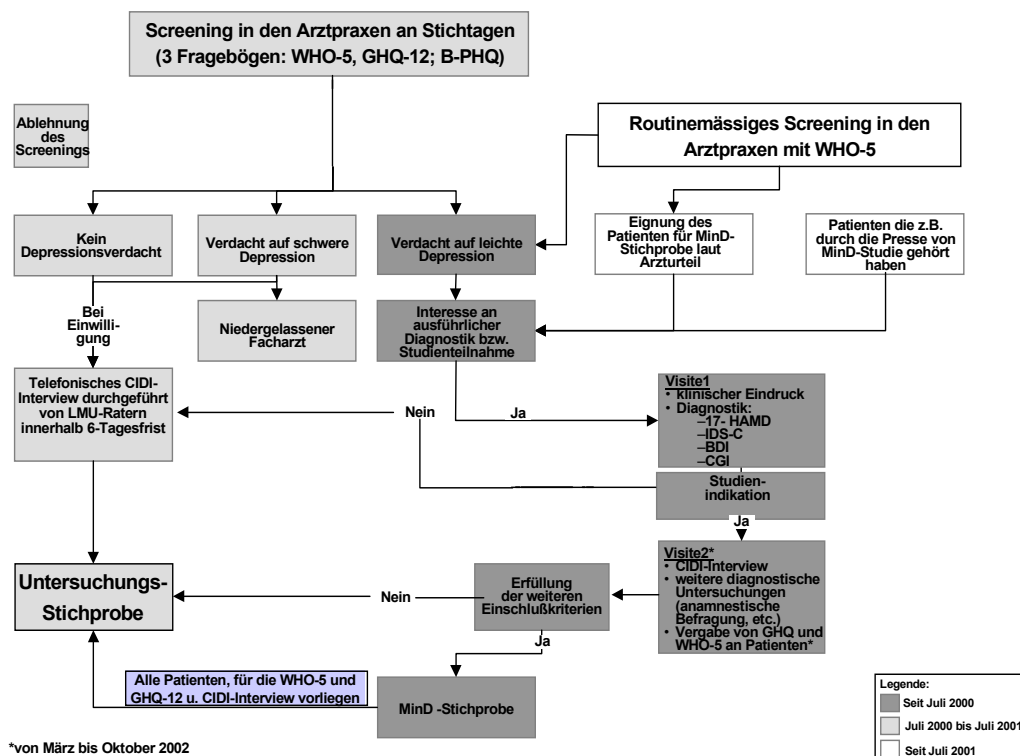 Screening in den Arztpraxen an Stichtagen
(3 Fragebögen: WHO-5, GHQ-12; B-PHQ)
Ablehnung
des
Screenings
Routinemässiges Screening in den
Arztpraxen mit WHO-5
Kein
Depressionsverdacht
Verdacht auf schwere
Depression
Verdacht auf leichte
Depression
Eignung des
Patienten für MinD-
Stichprobe laut
Arzturteil
Patienten die z.B.
durch die Presse von
MinD-Studie gehört
haben
Bei
Einwilli-
gung
Niedergelassener
Facharzt
Interesse an
ausführlicher
Diagnostik bzw.
Studienteilnahme
Telefonisches CIDI-
Interview durchgeführt
von LMU-Ratern
innerhalb 6-Tagesfrist
Nein
Ja
Visite1
• klinischer Eindruck
• Diagnostik:
–17- HAMD
–IDS-C
–BDI
–CGI
Studien-
indikation
Ja
Visite2*
• CIDI-Interview
• weitere diagnostische
Untersuchungen
(anamnestische
Befragung, etc.)
• Vergabe von GHQ und
WHO-5 an Patienten*
Erfüllung
der weiteren
Einschlußkriterien
Nein
Untersuchungs-
Stichprobe
Ja
Alle Patienten, für die WHO-5 und
GHQ-12 u. CIDI-Interview vorliegen
MinD -Stichprobe
Legende:
Seit Juli 2000
Juli 2000 bis Juli 2001
Seit Juli 2001
*von März bis Oktober 2002